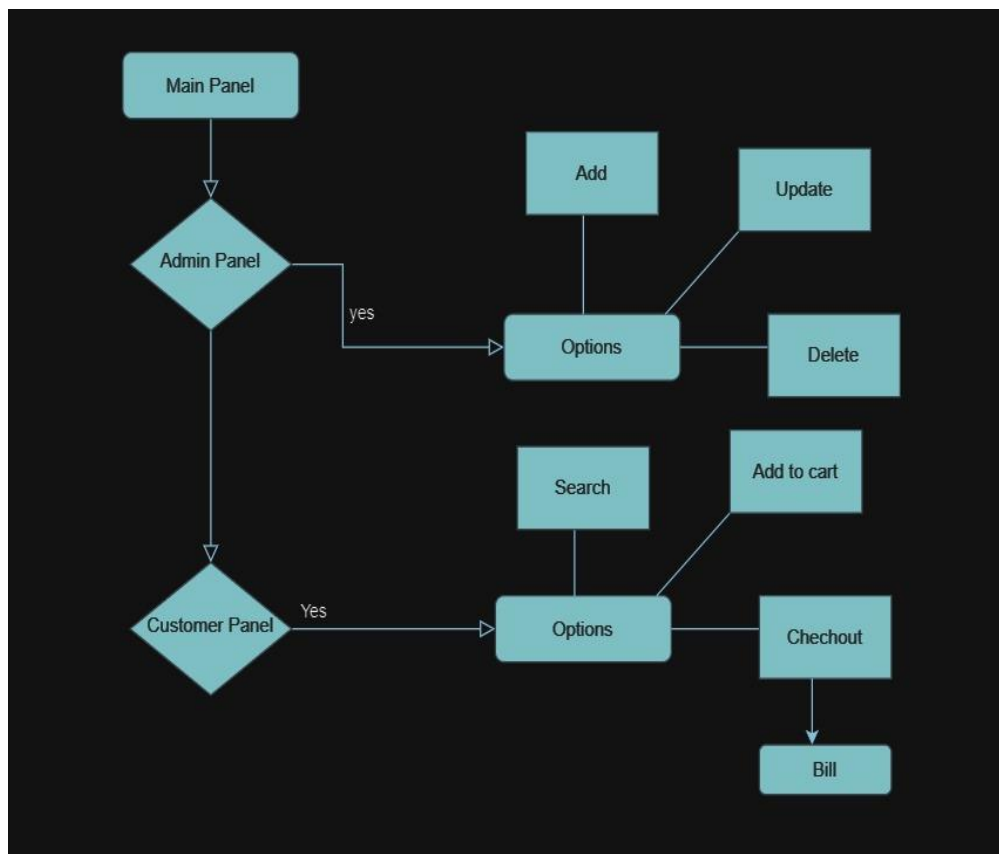 Main Panel
Add
Update
Admin Panel
yes
Options
Delete
Search
Add to cart
Customer Panel
Yes
Options
Chechout
Bill